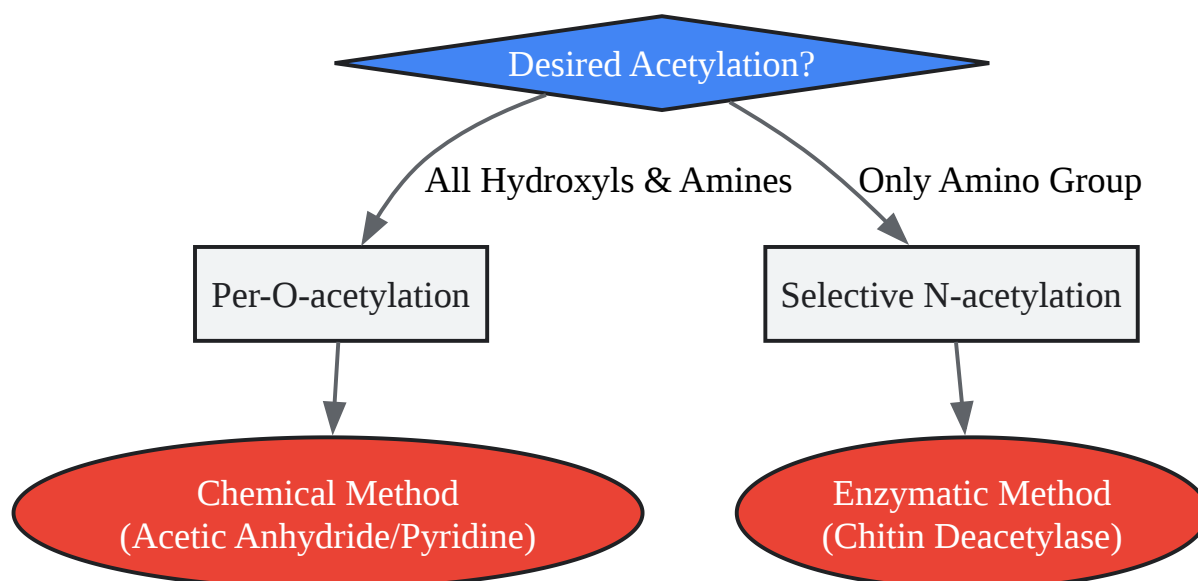 Desired Acetylation?
All Hydroxyls & Amines
Only Amino Group
Per-O-acetylation
Selective N-acetylation
Chemical Method
(Acetic Anhydride/Pyridine)
Enzymatic Method
(Chitin Deacetylase)